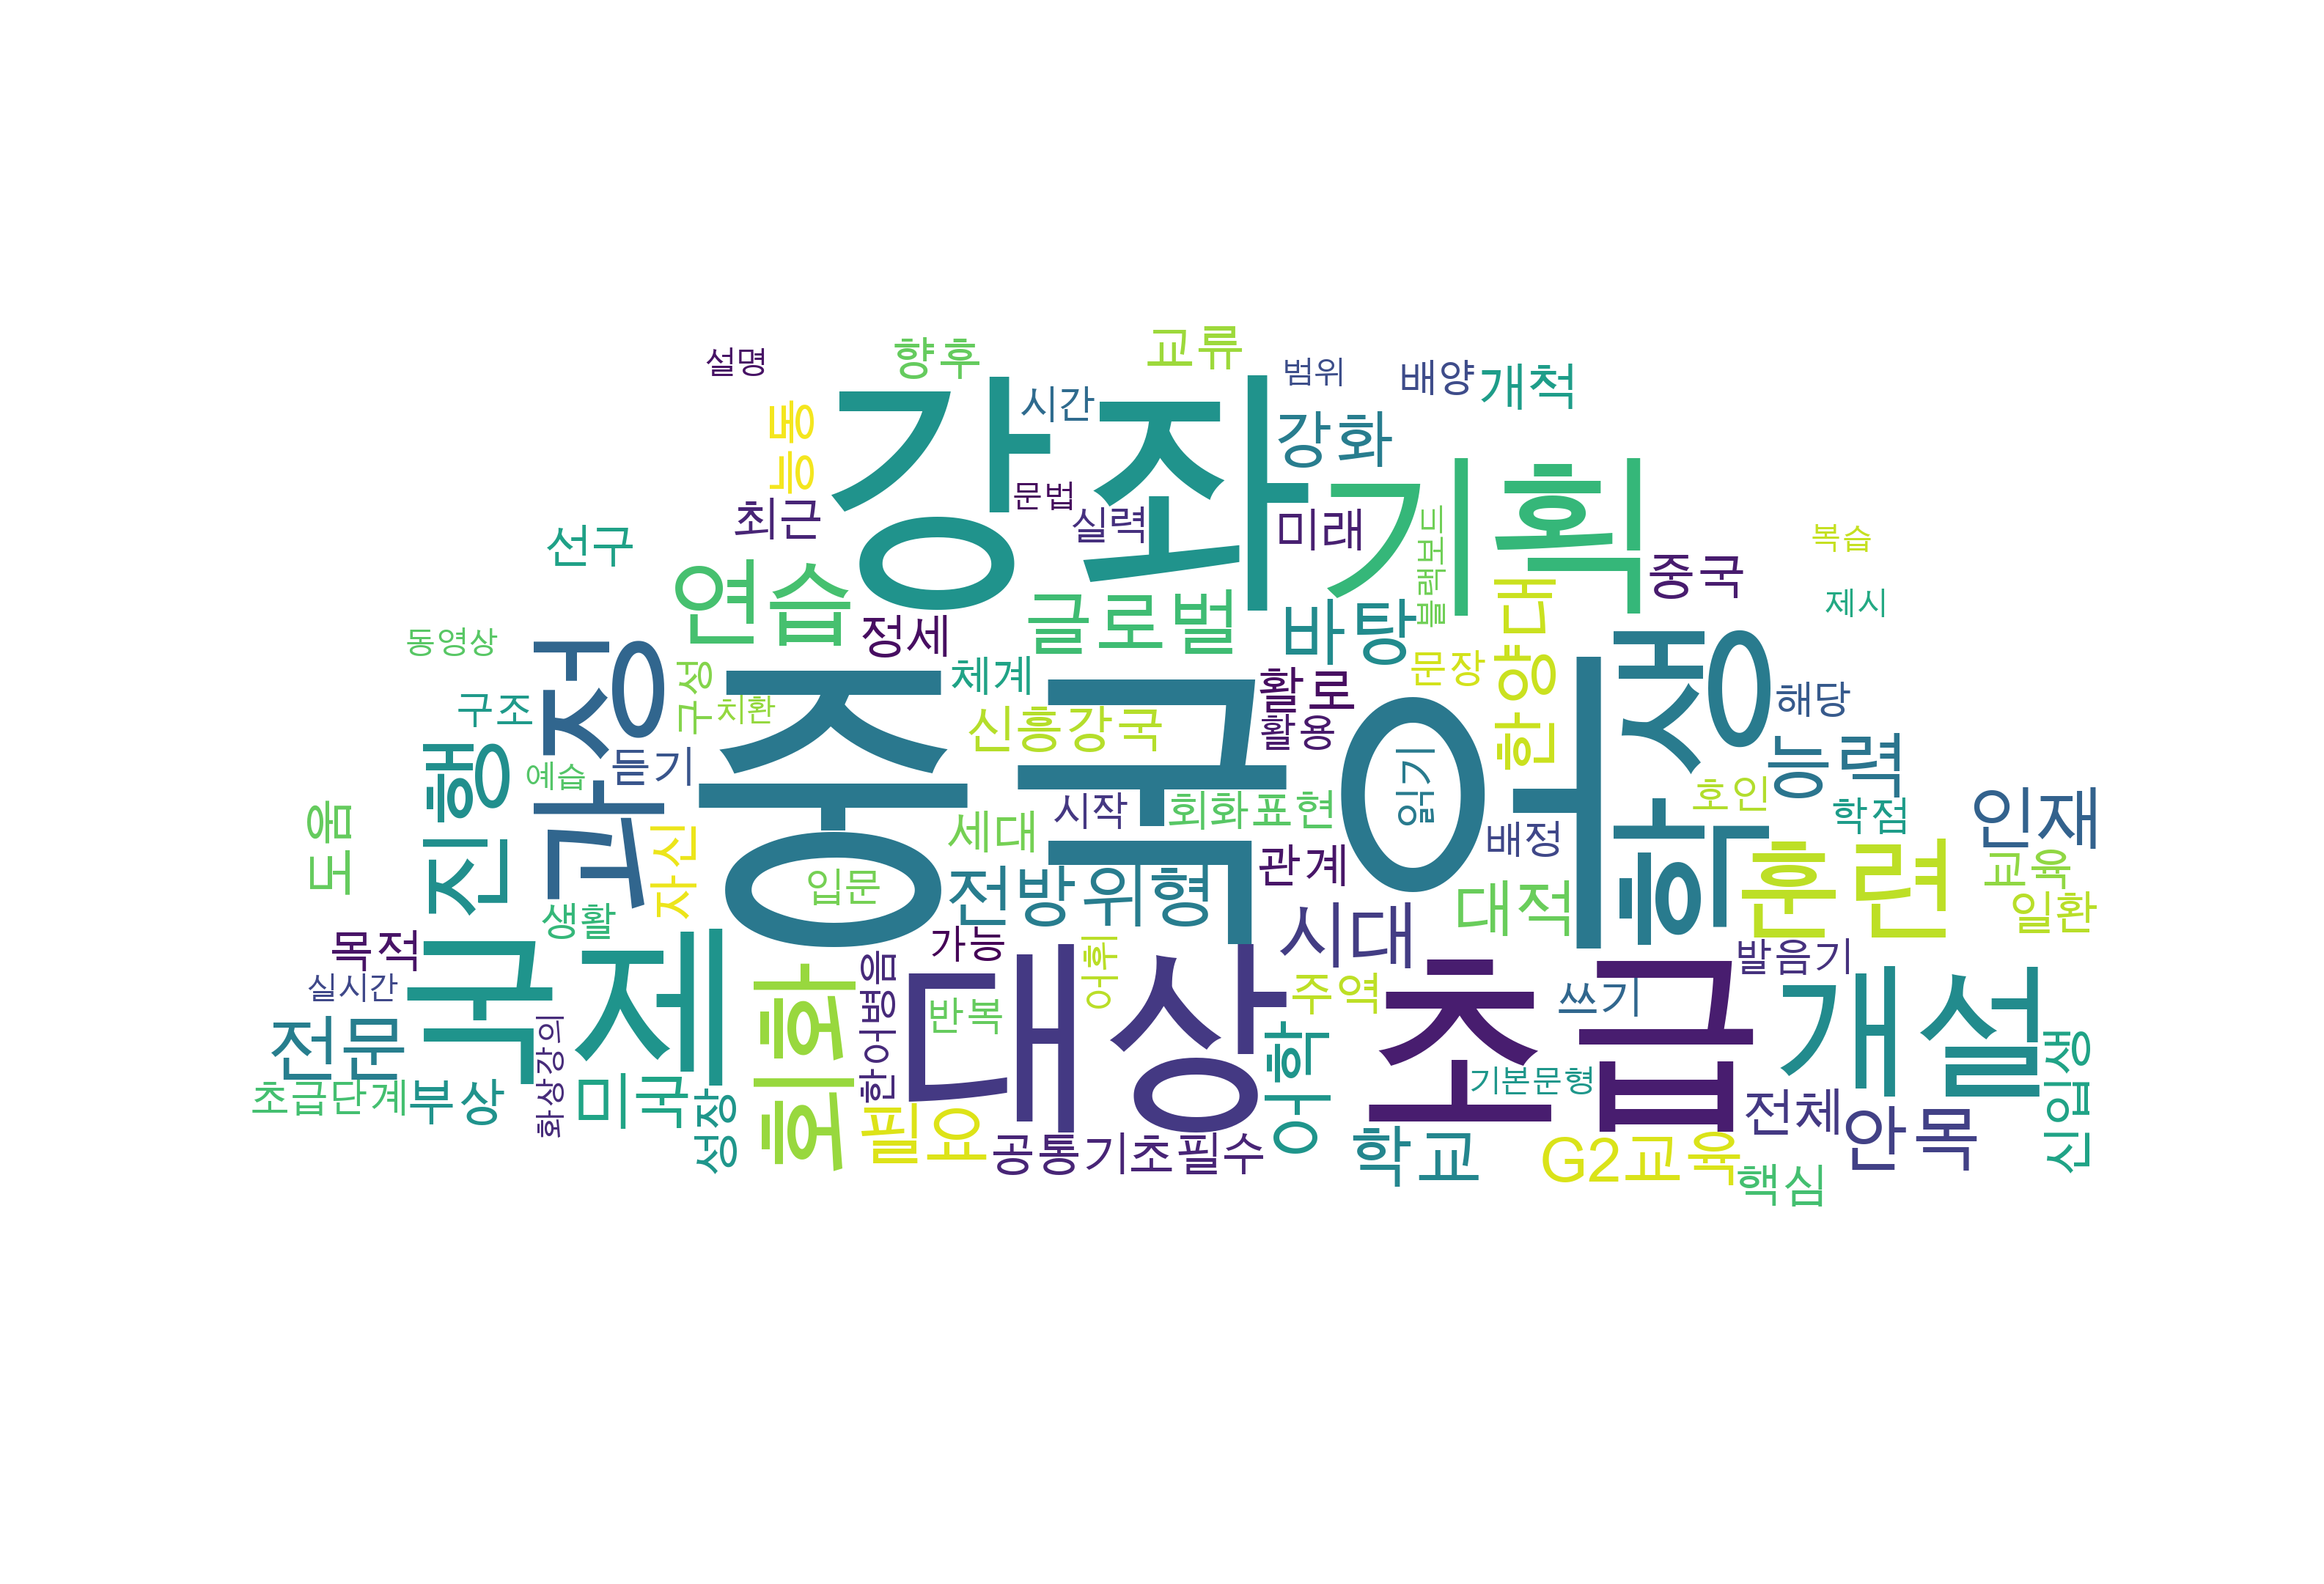 교류
향후
설명
범위
배양
개척
시간
강좌
강화
능동
기획
문법
최근
실력
미래
블랙보드
선구
복습
중국
연습
제시
글로벌
바탕
정세
한양대
동영상
과정
체계
문장
학생
구성
치환
활로
해당
구조
중국어
신흥강국
활용
능력
듣기
읽기
진행
예습
호인
도움
시작
회화표현
학점
인재
세대
배정
자신
훈련
관계
교육
입문
전방위형
대적
일환
생활
시대
목적
가능
어휘
발음기
국제
실시간
한어병음
대상
주역
쓰기
초급
개설
회화
반복
전문
화상강의
어학
신입생
기본문형
초급단계
부상
미국
성장
전체
필요
안목
공통기초필수
학교
G2교육
핵심